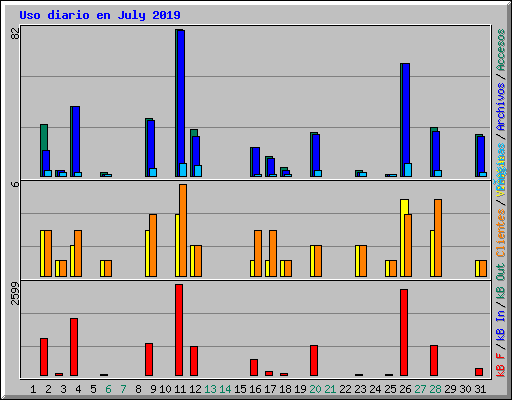 Uso diario en July 2019
82
6
2599
kB F / kB In / kB Out Clientes / Páginas / Archivos / Accesos
1 2 3 4 5 6 7 8 9 10 11 12 13 14 15 16 17 18 19 20 21 22 23 24 25 26 27 28 29 30 31